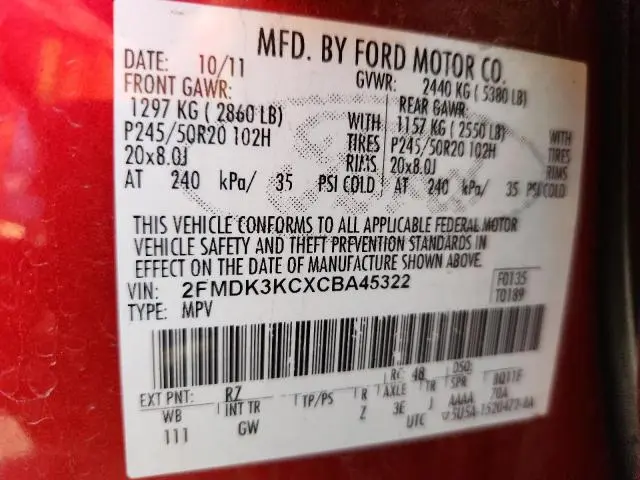 MFD. BY FORD MOTOR CO.
DATE: 10/11 GVWR: 2440 KG ( 5380 LB)
FRONT GAWR: REAR GAWR:
1297 KG ( 2860 LB) WITH 1157 KG ( 2550 LB) WITH
P245/50R20 102H TIRES P245/50R20 102H TIRES
20x8.0J RIMS 20x8.0J RIMS
AT 240 kPa/ 35 PSI COLD AT 240 kPa/ 35 PSI COLD
THIS VEHICLE CONFORMS TO ALL APPLICABLE FEDERAL MOTOR
VEHICLE SAFETY AND THEFT PREVENTION STANDARDS IN
EFFECT ON THE DATE OF MANUFACTURE SHOWN ABOVE.
VIN: 2FMDK3KCXCBA45322 F0135
TYPE: MPV T0189
EXT PNT: RZ RC: 48 DSO:
WB INT TR TP/PS R AXLE TR SPR
111 GW Z 3E J AAAA 70A
UTC